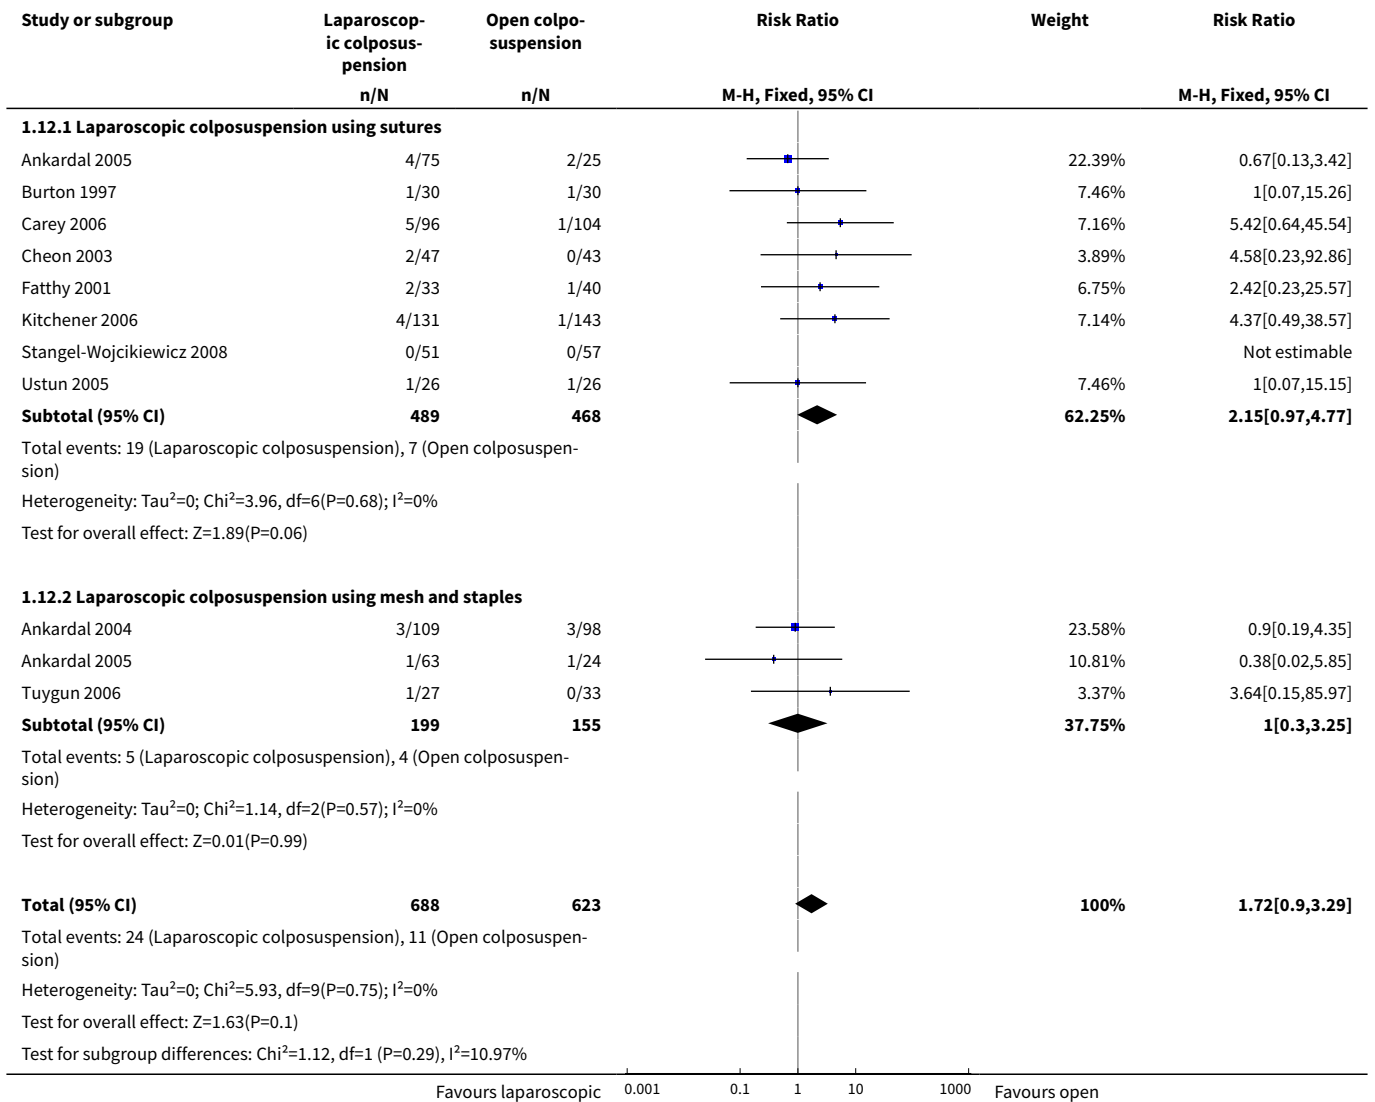 Study or subgroup Laparoscop- Open colpo- Risk Ratio Weight Risk Ratio
ic colposus- suspension
pension
n/N n/N M-H, Fixed, 95% CI M-H, Fixed, 95% CI
1.12.1 Laparoscopic colposuspension using sutures
Ankardal 2005 4/75 2/25 22.39% 0.67[0.13,3.42]
Burton 1997 1/30 1/30 7.46% 1[0.07,15.26]
Carey 2006 5/96 1/104 7.16% 5.42[0.64,45.54]
Cheon 2003 2/47 0/43 3.89% 4.58[0.23,92.86]
Fatthy 2001 2/33 1/40 6.75% 2.42[0.23,25.57]
Kitchener 2006 4/131 1/143 7.14% 4.37[0.49,38.57]
Stangel-Wojcikiewicz 2008 0/51 0/57 Not estimable
Ustun 2005 1/26 1/26 7.46% 1[0.07,15.15]
Subtotal (95% CI) 489 468 62.25% 2.15[0.97,4.77]
Total events: 19 (Laparoscopic colposuspension), 7 (Open colposuspen-
sion)
Heterogeneity: Tau²=0; Chi²=3.96, df=6(P=0.68); I²=0%
Test for overall effect: Z=1.89(P=0.06)
1.12.2 Laparoscopic colposuspension using mesh and staples
Ankardal 2004 3/109 3/98 23.58% 0.9[0.19,4.35]
Ankardal 2005 1/63 1/24 10.81% 0.38[0.02,5.85]
Tuygun 2006 1/27 0/33 3.37% 3.64[0.15,85.97]
Subtotal (95% CI) 199 155 37.75% 1[0.3,3.25]
Total events: 5 (Laparoscopic colposuspension), 4 (Open colposuspen-
sion)
Heterogeneity: Tau²=0; Chi²=1.14, df=2(P=0.57); I²=0%
Test for overall effect: Z=0.01(P=0.99)
Total (95% CI) 688 623 100% 1.72[0.9,3.29]
Total events: 24 (Laparoscopic colposuspension), 11 (Open colposuspen-
sion)
Heterogeneity: Tau²=0; Chi²=5.93, df=9(P=0.75); I²=0%
Test for overall effect: Z=1.63(P=0.1)
Test for subgroup differences: Chi²=1.12, df=1 (P=0.29), I²=10.97%
Favours laparoscopic 0.001 0.1 1 10 1000 Favours open